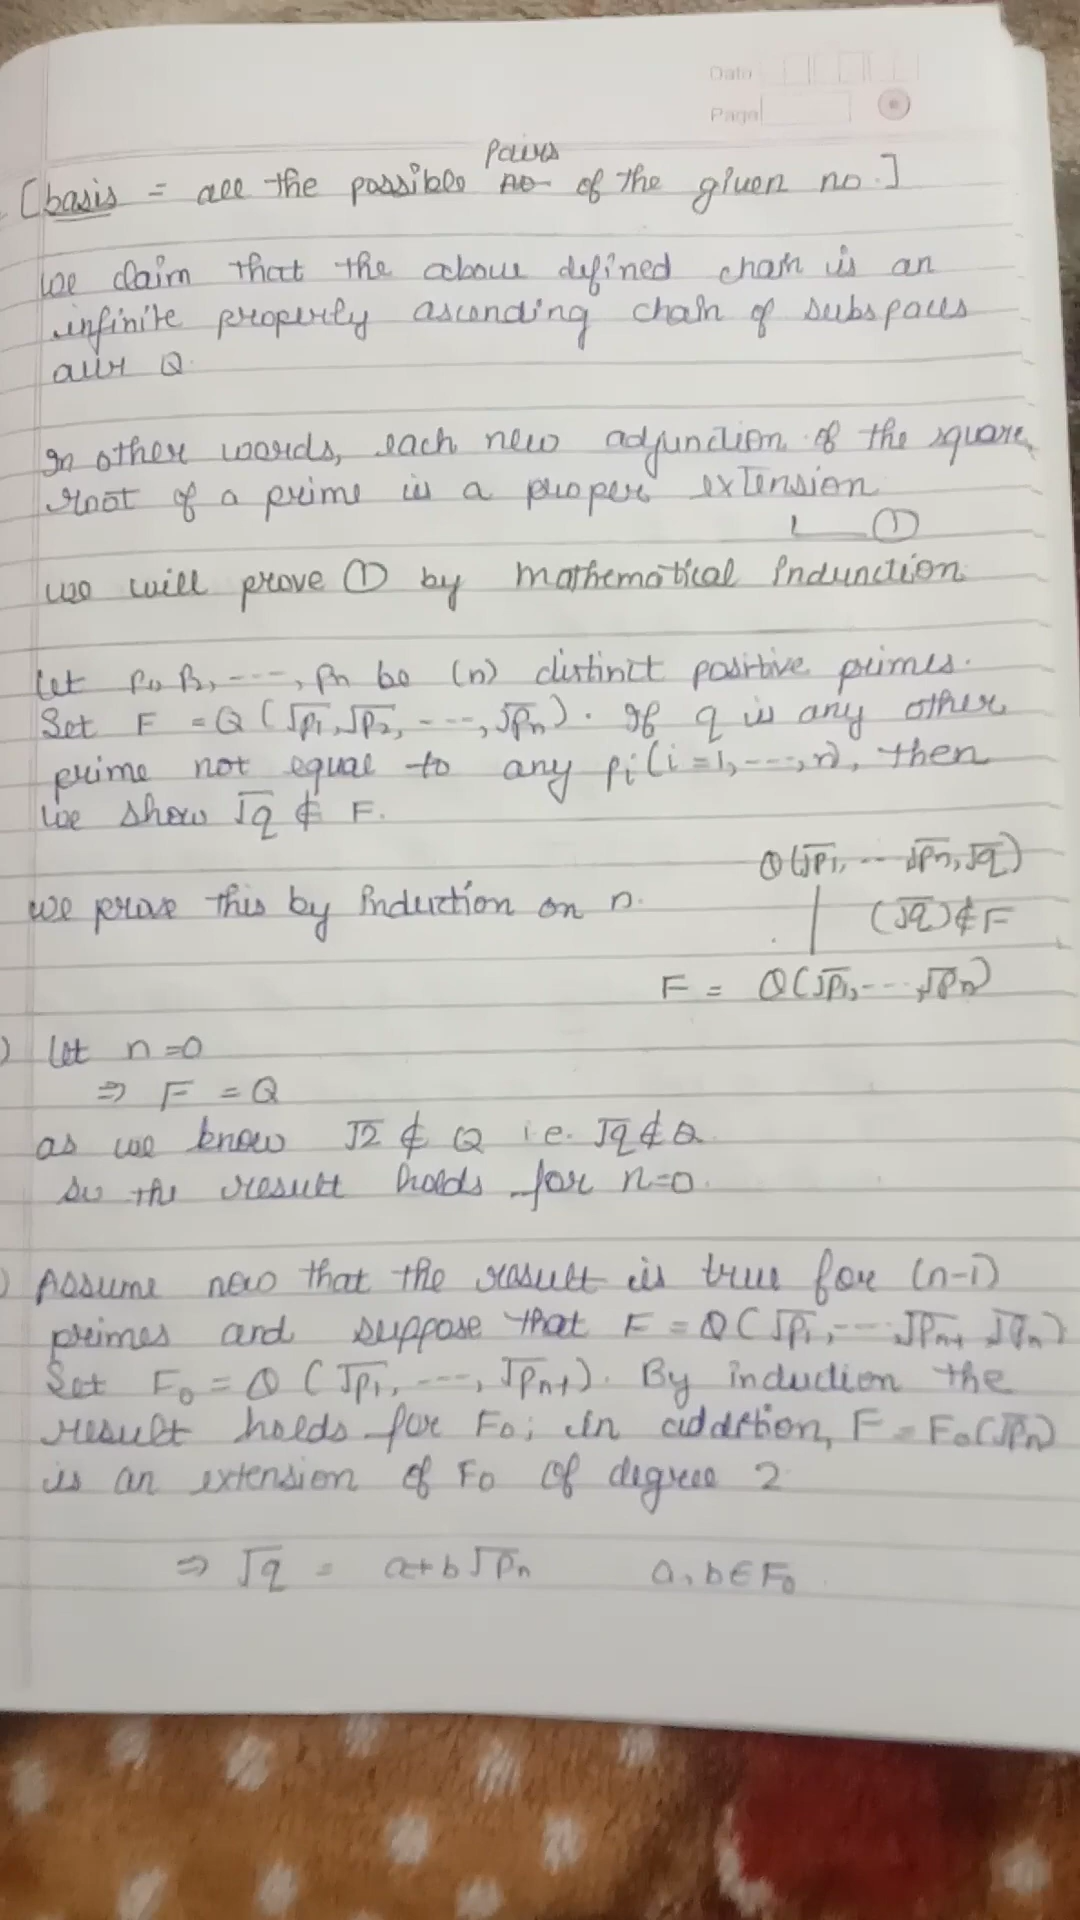 Date
Page
pairs
[basis = all the possible no of the given no.]
we claim that the above defined chain is an
infinite properly ascending chain of subspaces
over Q.
In other words, each new adjunction of the square
root of a prime is a proper extension
①
we will prove ① by Mathematical Indunction.
Let p₁, p₂, ---, pn be (n) distinct positive primes.
Set F = Q (√p₁, √p₂, ---, √pn). If q is any other
prime not equal to any pi (i = 1, ---, n), then
we show √q ∉ F.
Q(√p₁, -- √pn, √q)
we prove this by Induction on n.
(√q) ∉ F
F = Q(√p₁, --- √pn)
) Let n = 0
⇒ F = Q
as we know √2 ∉ Q i.e. √q ∉ Q.
so the result holds for n=0.
) Assume now that the result is true for (n-1)
primes and suppose that F = Q (√p₁, --- √pn-1 √pn)
Set F₀ = Q (√p₁, ---, √pn-1). By induction the
result holds for F₀; in addition, F = F₀(√pn)
is an extension of F₀ of degree 2
⇒ √q = a+b√pn a, b ∈ F₀